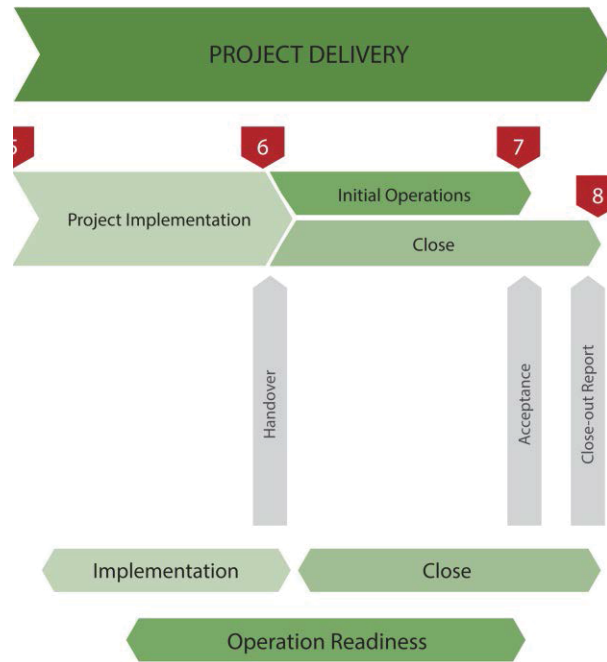 PROJECT DELIVERY
5
6
7
8
Project Implementation
Initial Operations
Close
Handover
Acceptance
Close-out Report
Implementation
Close
Operation Readiness